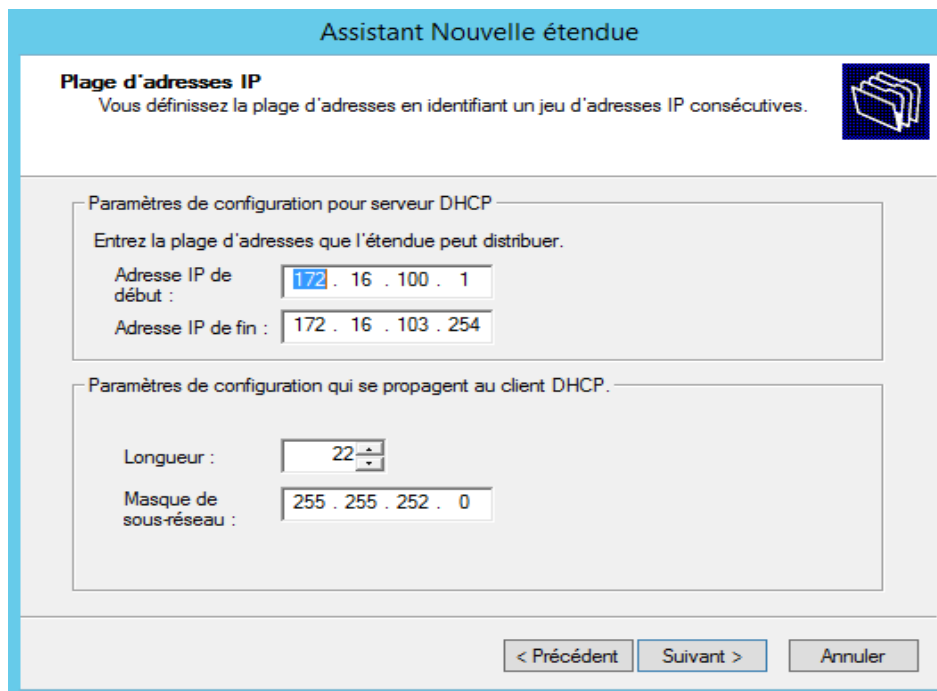 Assistant Nouvelle étendue
Plage d'adresses IP
Vous définissez la plage d'adresses en identifiant un jeu d'adresses IP consécutives.
Paramètres de configuration pour serveur DHCP
Entrez la plage d'adresses que l'étendue peut distribuer.
Adresse IP de
début :
172 . 16 . 100 . 1
Adresse IP de fin :
172 . 16 . 103 . 254
Paramètres de configuration qui se propagent au client DHCP.
Longueur :
22
Masque de
sous-réseau :
255 . 255 . 252 . 0
< Précédent
Suivant >
Annuler